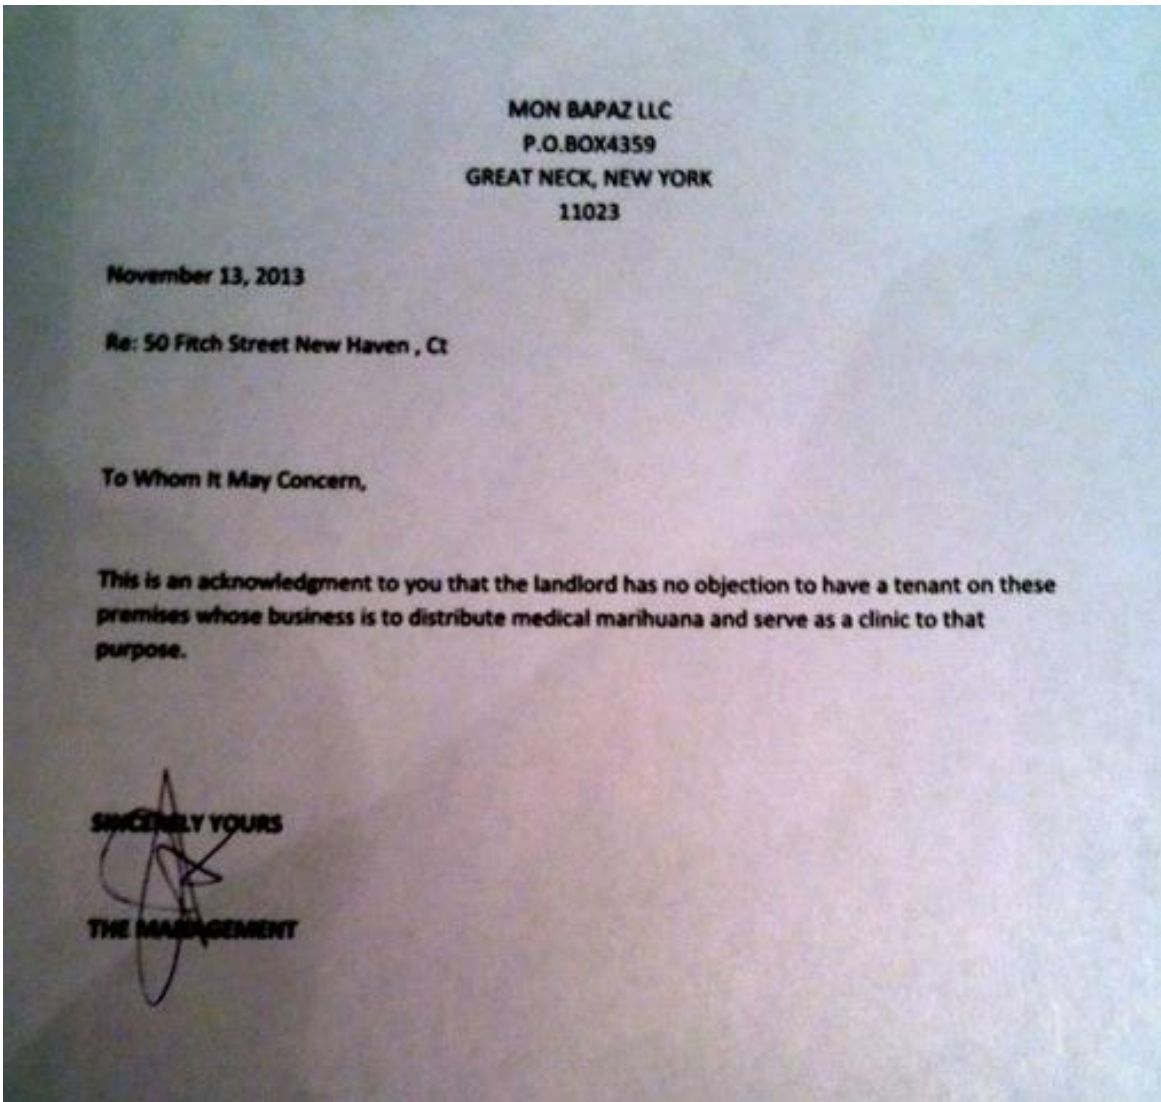 MON BAPAZ LLC
P.O.BOX4359
GREAT NECK, NEW YORK
11023
November 13, 2013
Re: 50 Fitch Street New Haven , Ct
To Whom It May Concern,
This is an acknowledgment to you that the landlord has no objection to have a tenant on these
premises whose business is to distribute medical marihuana and serve as a clinic to that
purpose.
SINCERELY YOURS
THE MANAGEMENT